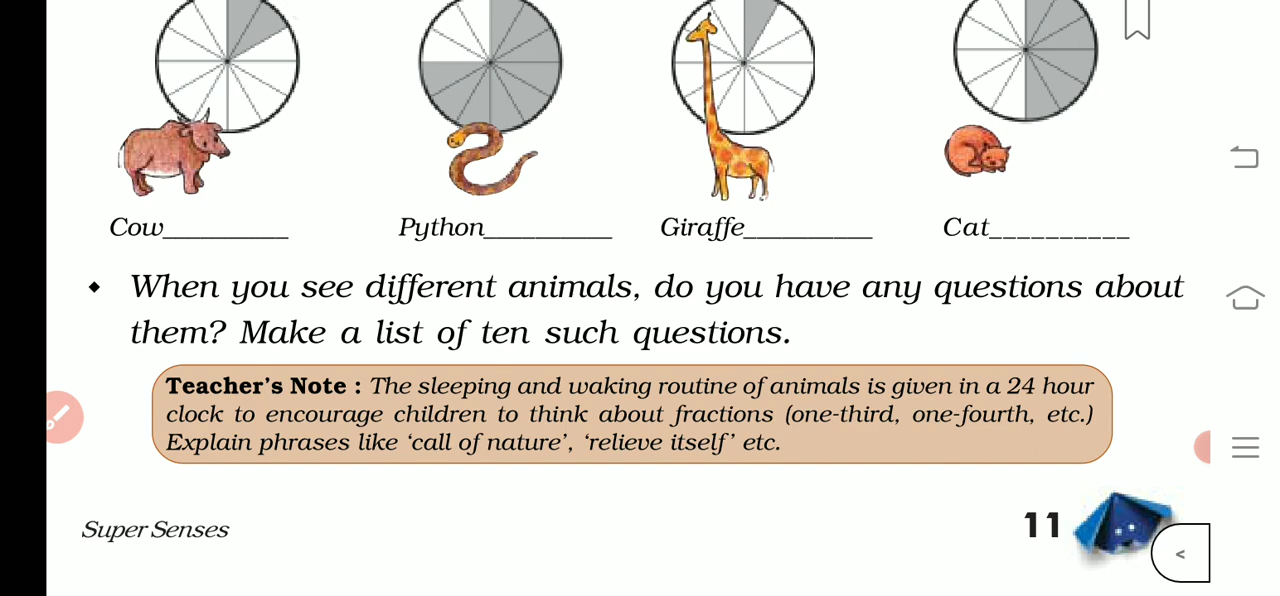 Cow__________ Python__________ Giraffe__________ Cat__________
◆ When you see different animals, do you have any questions about
them? Make a list of ten such questions.
Teacher's Note : The sleeping and waking routine of animals is given in a 24 hour
clock to encourage children to think about fractions (one-third, one-fourth, etc.)
Explain phrases like 'call of nature', 'relieve itself' etc.
Super Senses 11
<